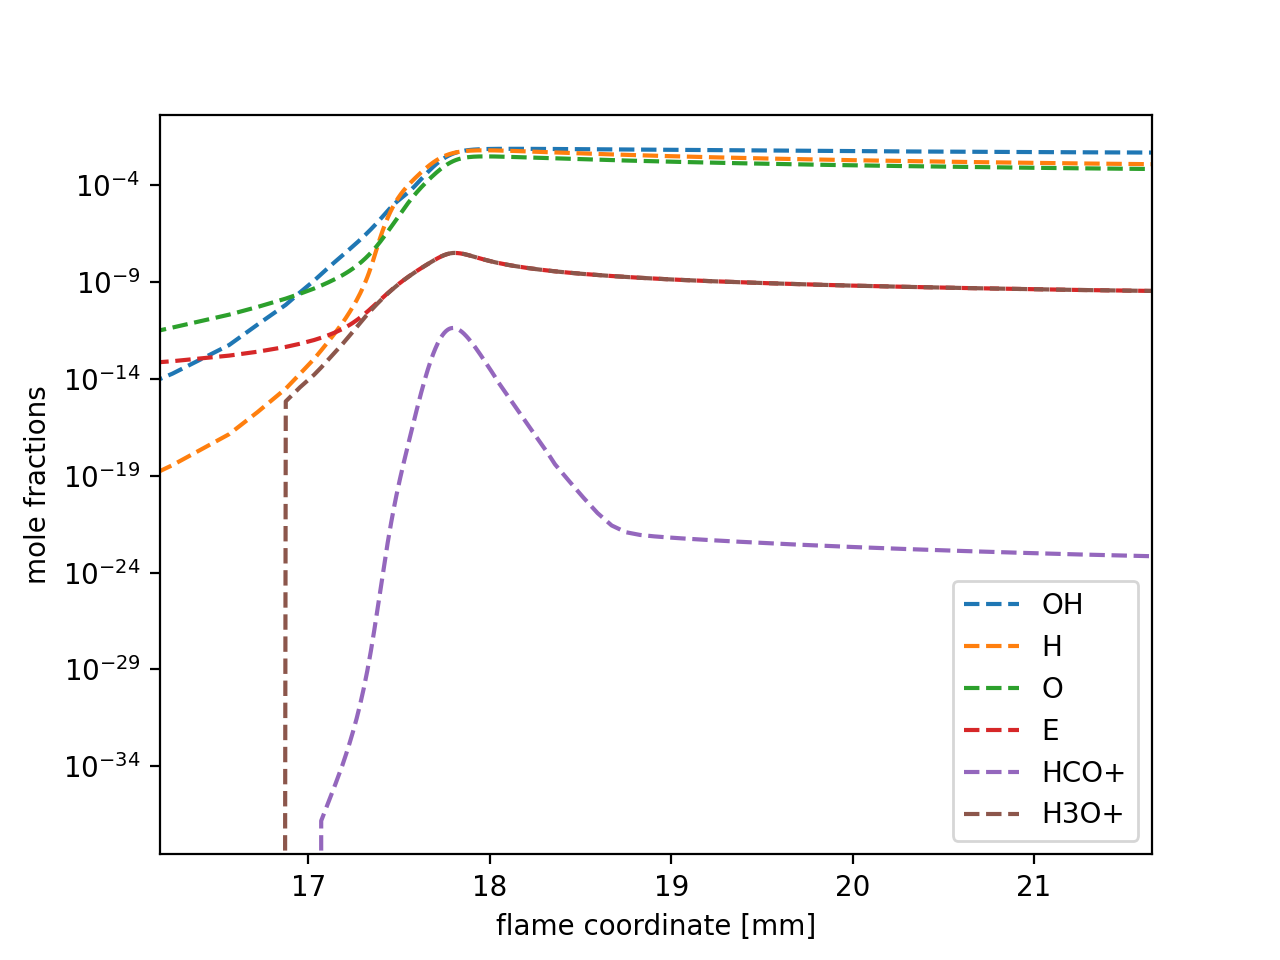 mole fractions
10⁻⁴
10⁻⁹
10⁻¹⁴
10⁻¹⁹
10⁻²⁴
10⁻²⁹
10⁻³⁴
OH
H
O
E
HCO+
H3O+
17 18 19 20 21
flame coordinate [mm]